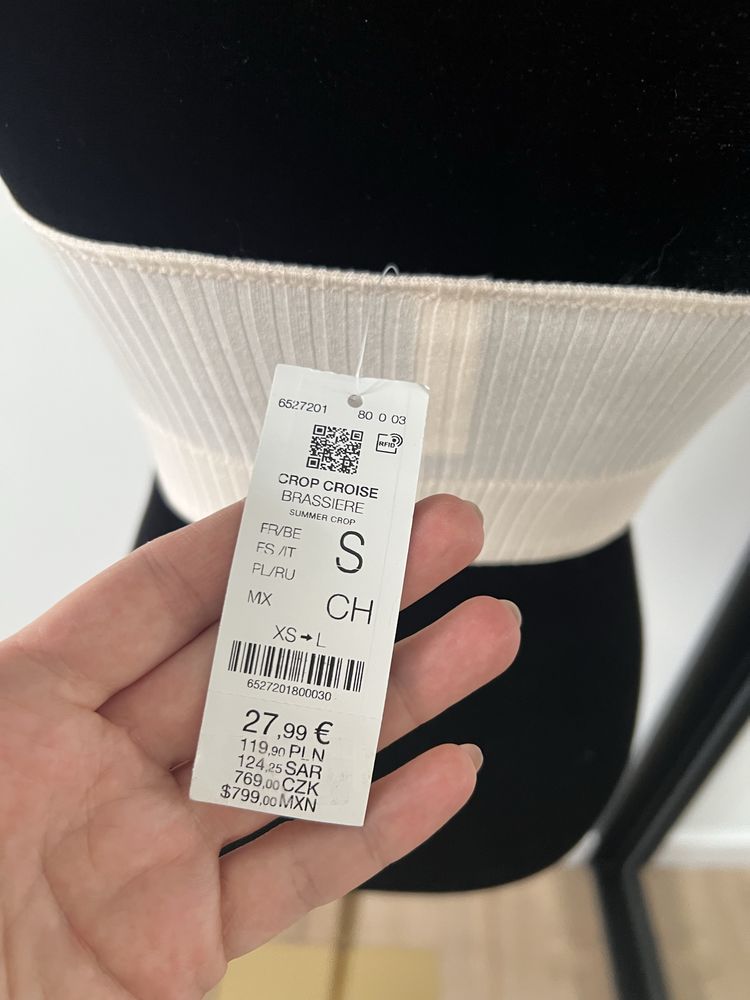 6527201 80 0 03
RFID
CROP CROISE
BRASSIERE
SUMMER CROP
FR/BE
ES/IT S
PL/RU
MX CH
XS→L
6527201800030
27,99 €
119,90 PLN
124,25 SAR
769,00 CZK
$799,00 MXN